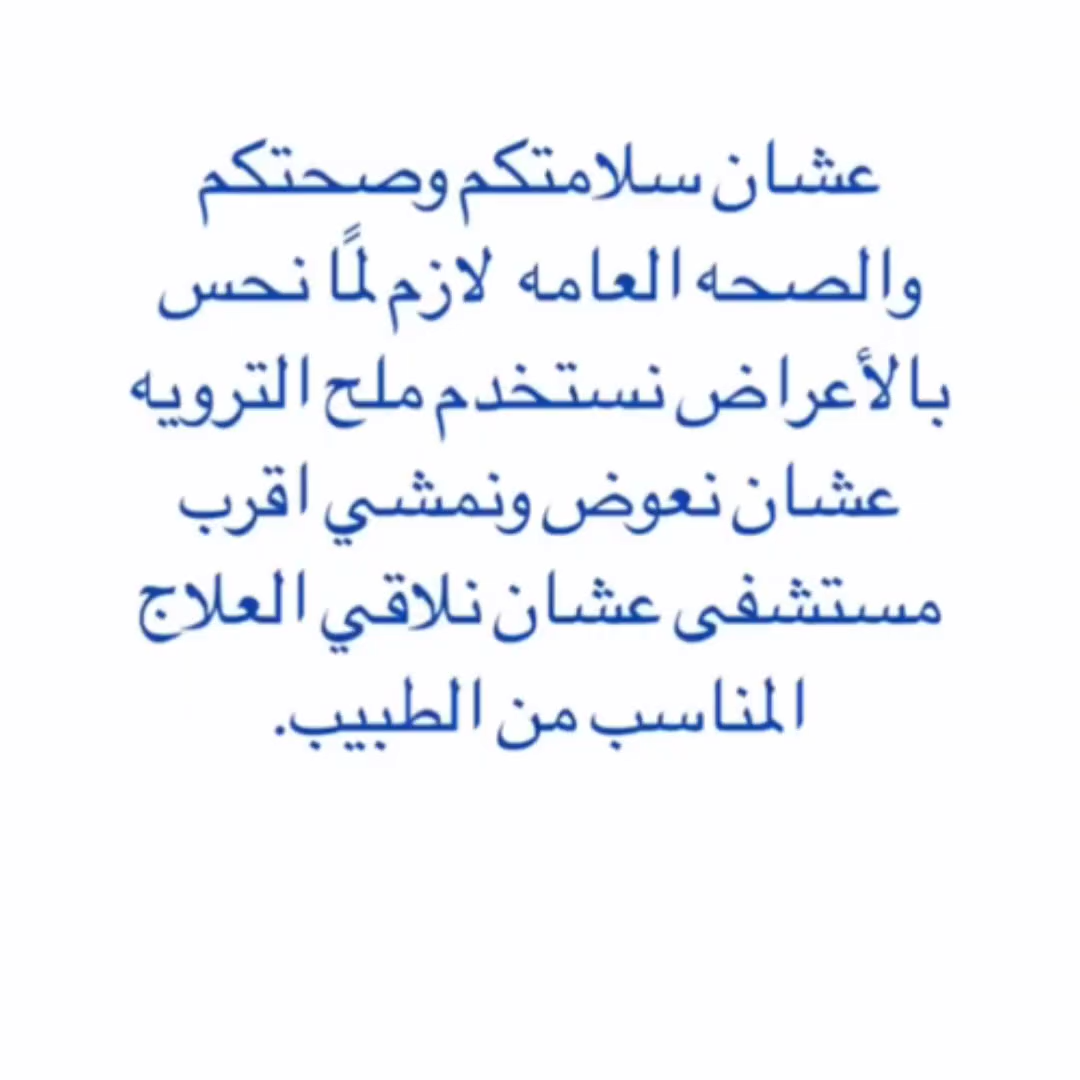 عشان سلامتكم وصحتكم
والصحه العامه لازم لمًا نحس
بالأعراض نستخدم ملح الترويه
عشان نعوض ونمشي اقرب
مستشفى عشان نلاقي العلاج
المناسب من الطبيب.